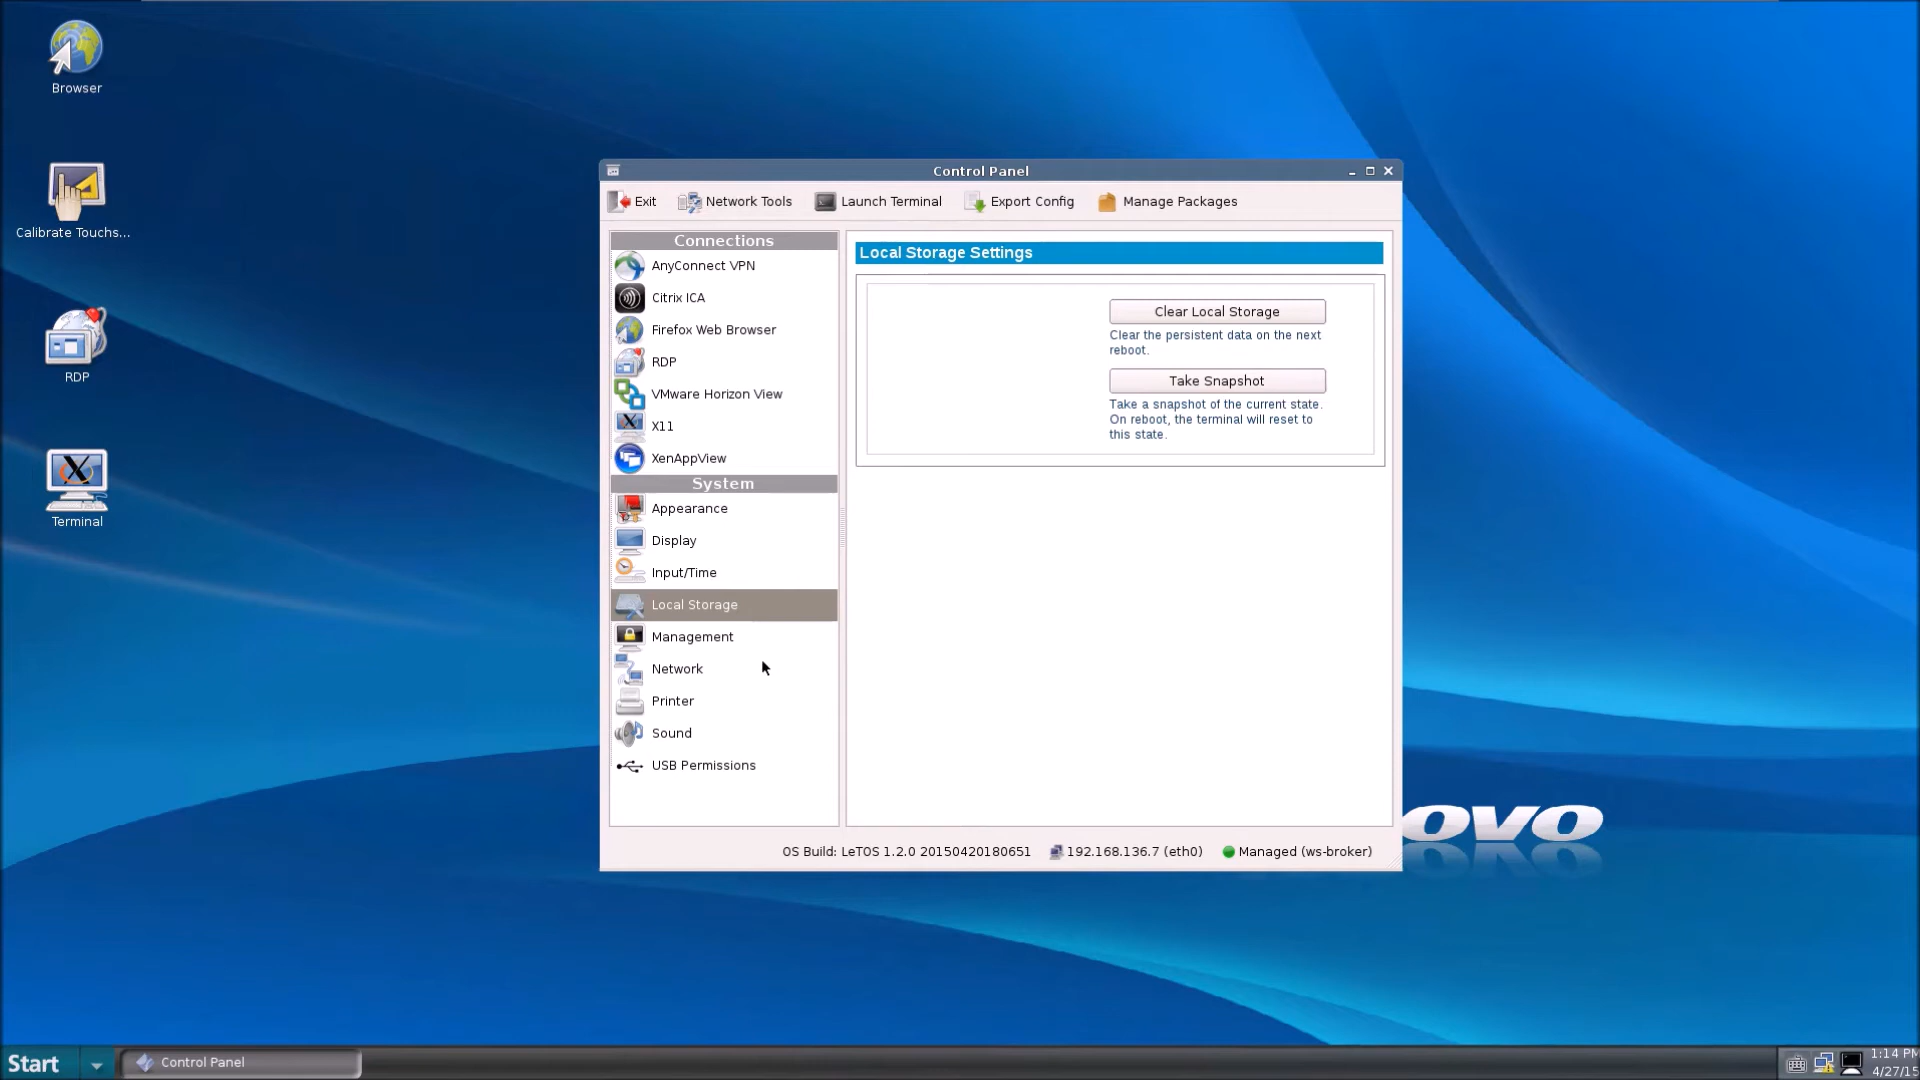 Browser
Calibrate Touchs...
RDP
Terminal
Control Panel
Exit
Network Tools
Launch Terminal
Export Config
Manage Packages
Connections
AnyConnect VPN
Citrix ICA
Firefox Web Browser
RDP
VMware Horizon View
X11
XenAppView
System
Appearance
Display
Input/Time
Local Storage
Management
Network
Printer
Sound
USB Permissions
Local Storage Settings
Clear Local Storage
Clear the persistent data on the next
reboot.
Take Snapshot
Take a snapshot of the current state.
On reboot, the terminal will reset to
this state.
OS Build: LeTOS 1.2.0 20150420180651
192.168.136.7 (eth0)
Managed (ws-broker)
ovo
Start
Control Panel
1:14 PM
4/27/15